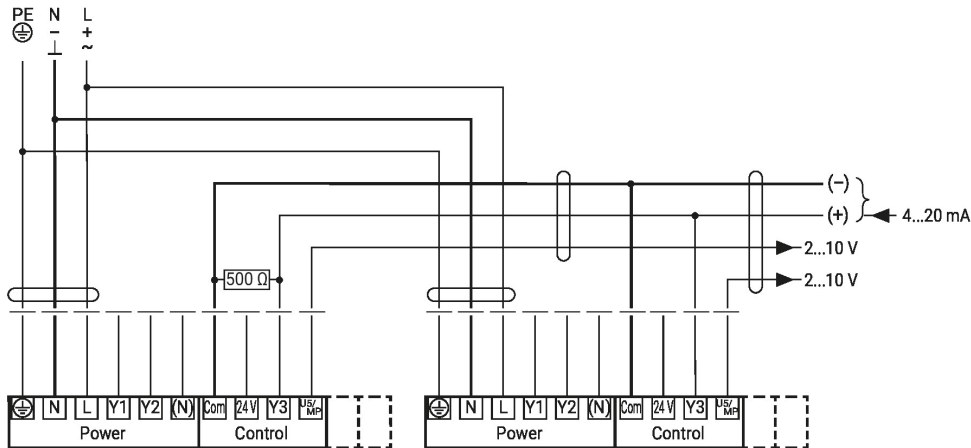 PE N L
− +
⊥ ~
(−)
(+) 4...20 mA
2...10 V
500 Ω 2...10 V
N L Y1 Y2 (N) Com 24 V Y3 U5/MP N L Y1 Y2 (N) Com 24 V Y3 U5/MP
Power Control Power Control